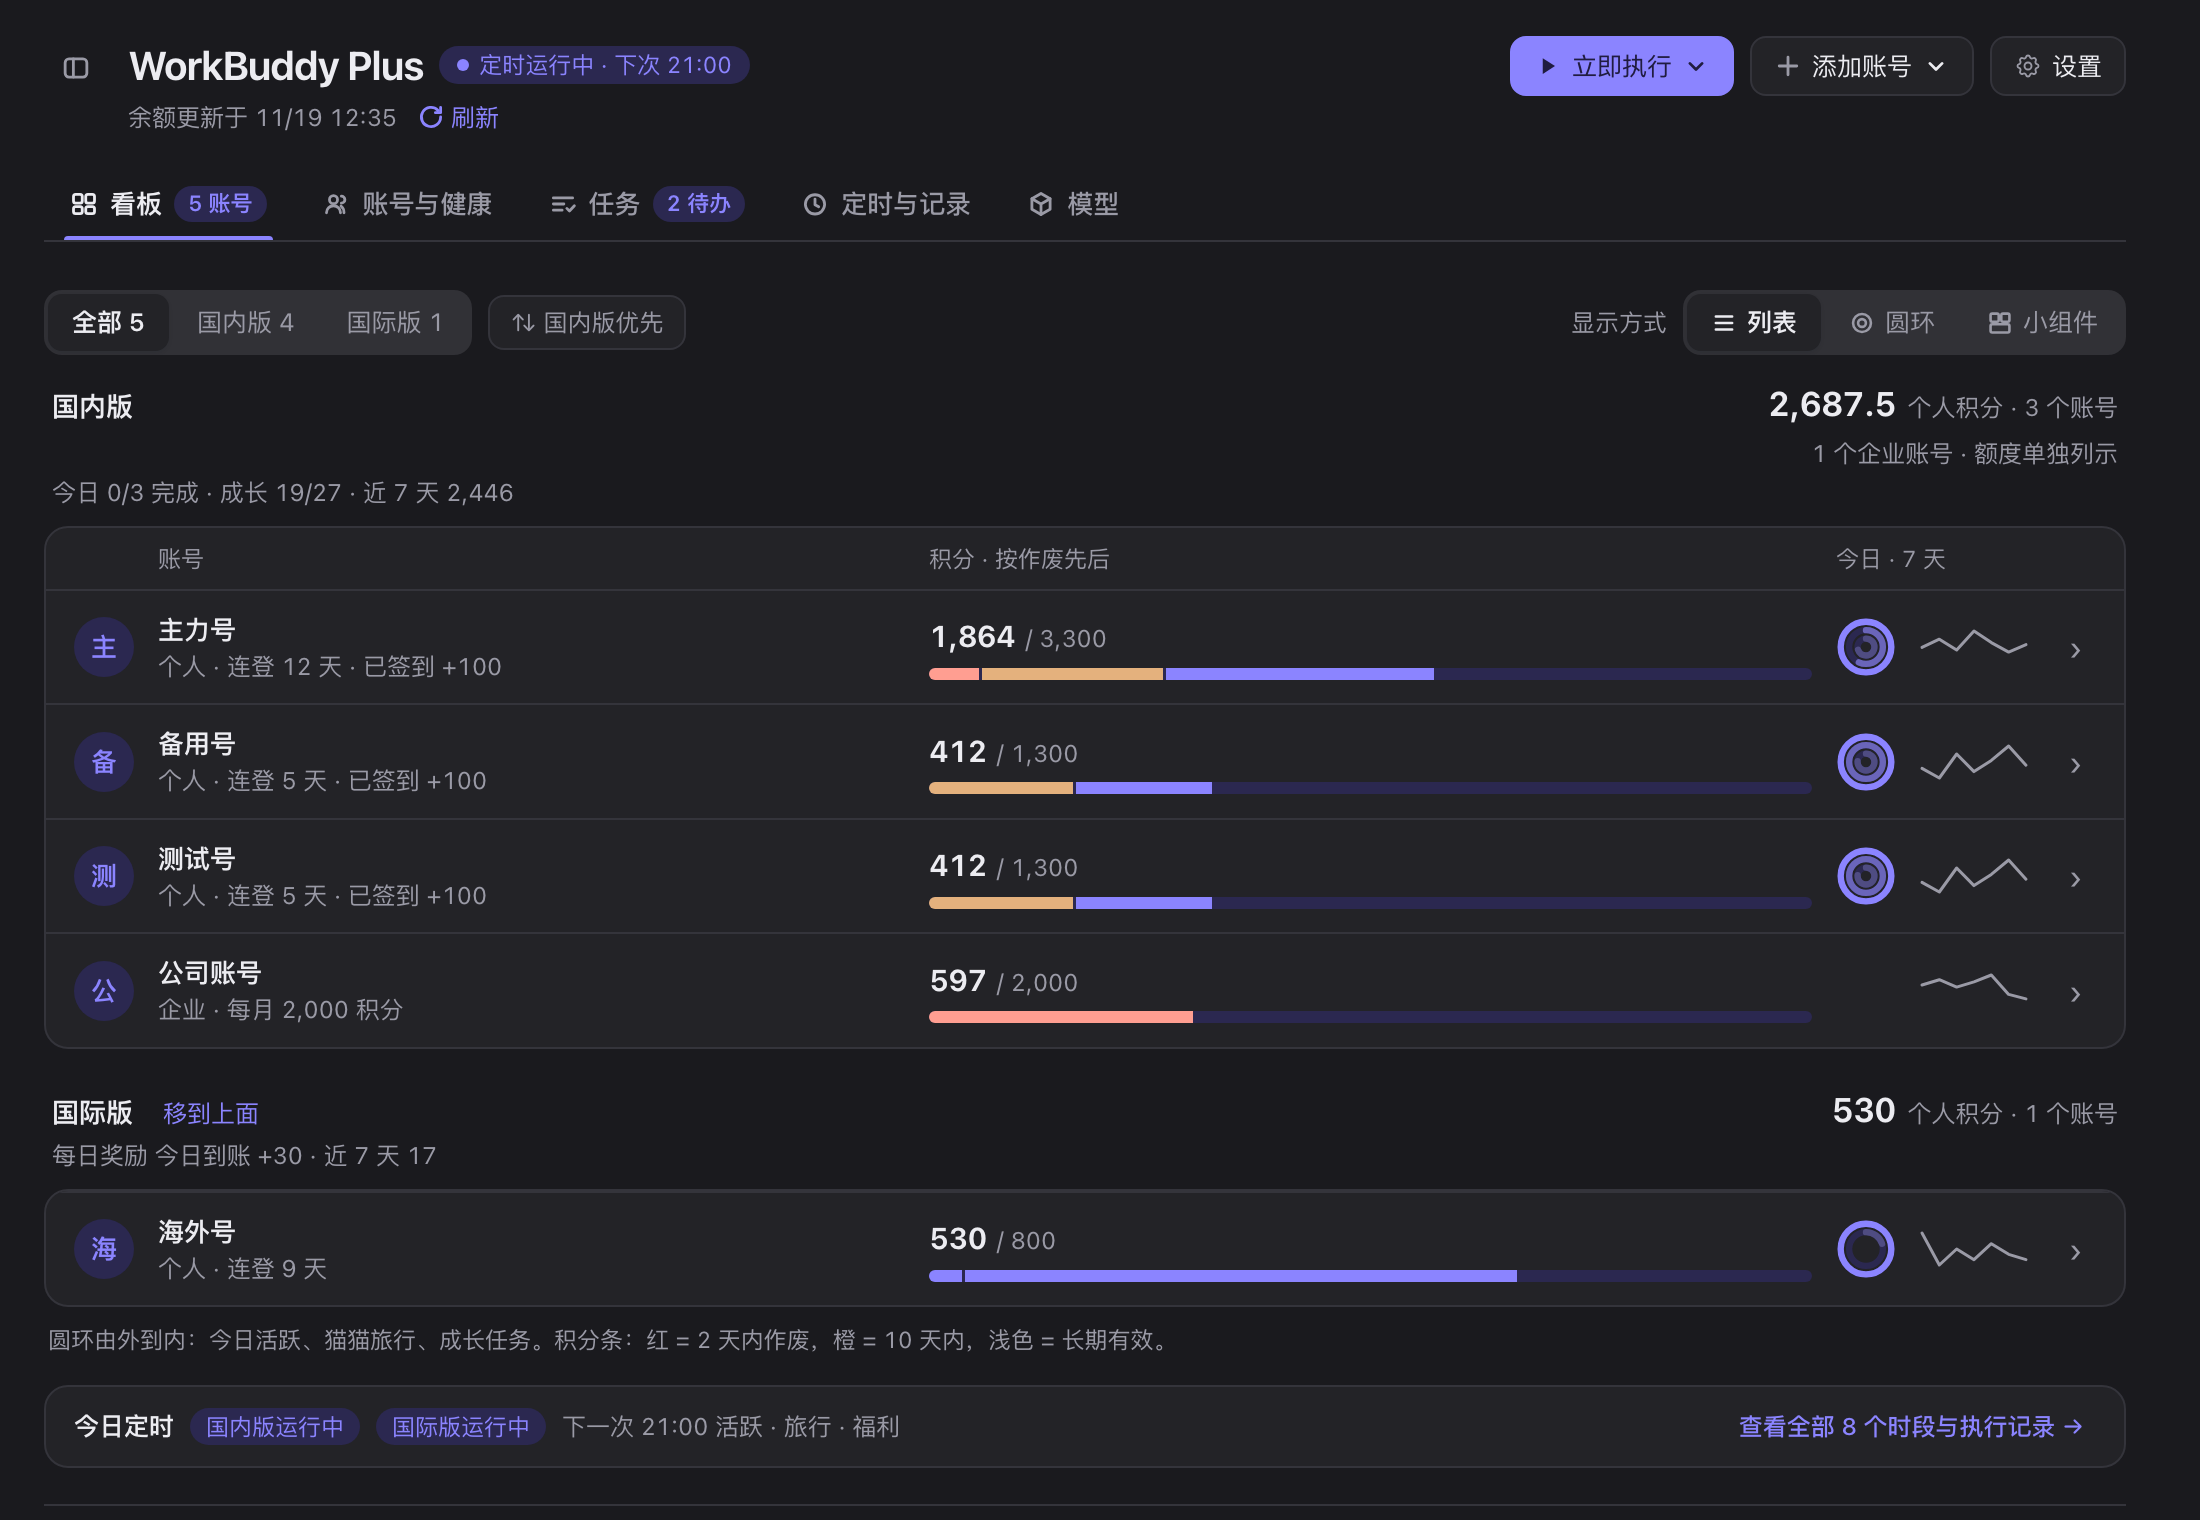 WorkBuddy Plus 定时运行中 · 下次 21:00
立即执行 添加账号 设置
余额更新于 11/19 12:35 刷新
看板 5 账号 账号与健康 任务 2 待办 定时与记录 模型
全部 5 国内版 4 国际版 1 国内版优先 显示方式 列表 圆环 小组件
国内版 2,687.5 个人积分 · 3 个账号
1 个企业账号 · 额度单独列示
今日 0/3 完成 · 成长 19/27 · 近 7 天 2,446
账号 积分 · 按作废先后 今日 · 7 天
主 主力号 1,864 / 3,300
个人 · 连登 12 天 · 已签到 +100
备 备用号 412 / 1,300
个人 · 连登 5 天 · 已签到 +100
测 测试号 412 / 1,300
个人 · 连登 5 天 · 已签到 +100
公 公司账号 597 / 2,000
企业 · 每月 2,000 积分
国际版 移到上面 530 个人积分 · 1 个账号
每日奖励 今日到账 +30 · 近 7 天 17
海 海外号 530 / 800
个人 · 连登 9 天
圆环由外到内：今日活跃、猫猫旅行、成长任务。积分条：红 = 2 天内作废，橙 = 10 天内，浅色 = 长期有效。
今日定时 国内版运行中 国际版运行中 下一次 21:00 活跃 · 旅行 · 福利 查看全部 8 个时段与执行记录 →